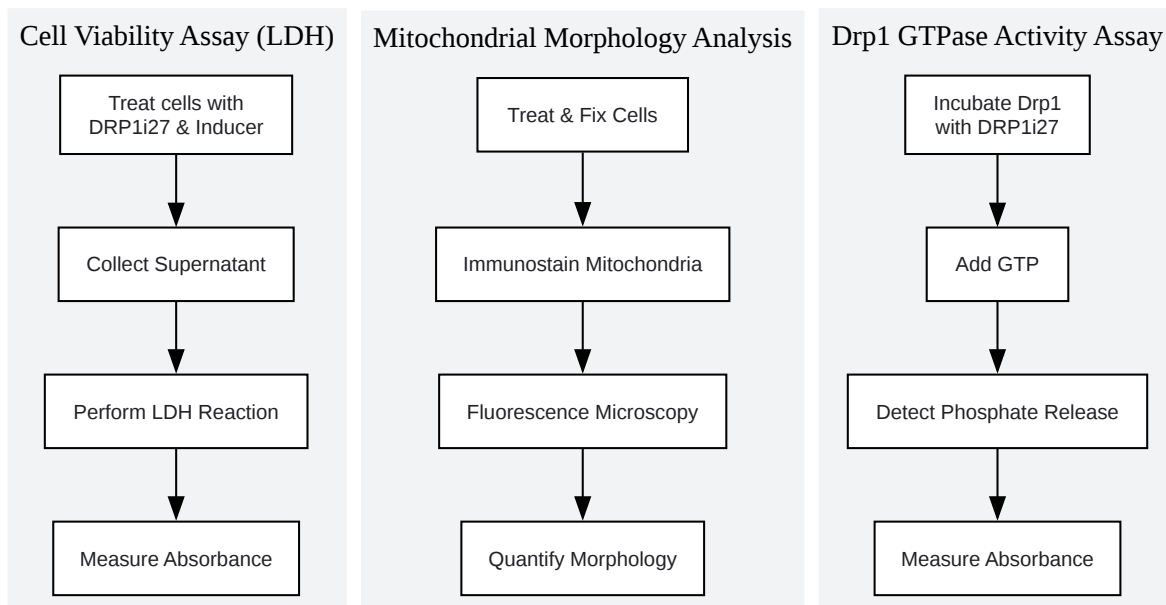 Cell Viability Assay (LDH)
Treat cells with
DRP1i27 & Inducer
Collect Supernatant
Perform LDH Reaction
Measure Absorbance
Mitochondrial Morphology Analysis
Treat & Fix Cells
Immunostain Mitochondria
Fluorescence Microscopy
Quantify Morphology
Drp1 GTPase Activity Assay
Incubate Drp1
with DRP1i27
Add GTP
Detect Phosphate Release
Measure Absorbance